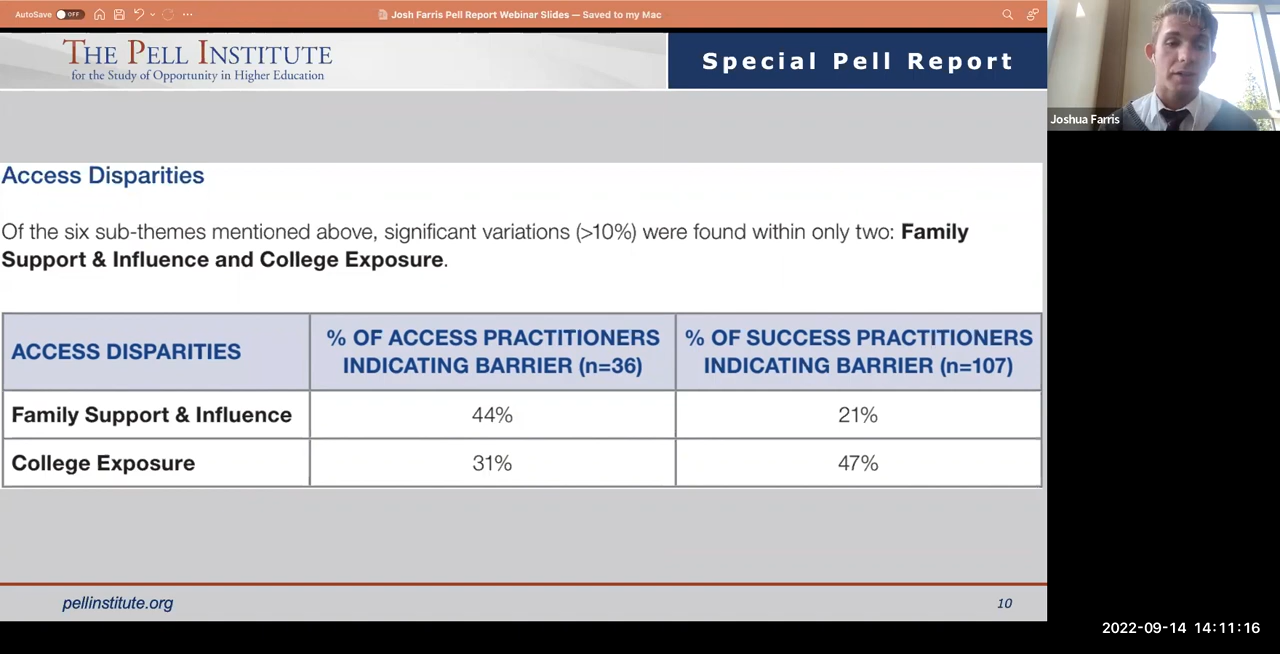 AutoSave OFF
Josh Farris Pell Report Webinar Slides — Saved to my Mac
THE PELL INSTITUTE
for the Study of Opportunity in Higher Education
Special Pell Report
Joshua Farris
Access Disparities
Of the six sub-themes mentioned above, significant variations (>10%) were found within only two: Family
Support & Influence and College Exposure.
ACCESS DISPARITIES
% OF ACCESS PRACTITIONERS
INDICATING BARRIER (n=36)
% OF SUCCESS PRACTITIONERS
INDICATING BARRIER (n=107)
Family Support & Influence 44% 21%
College Exposure 31% 47%
pellinstitute.org
10
2022-09-14 14:11:16